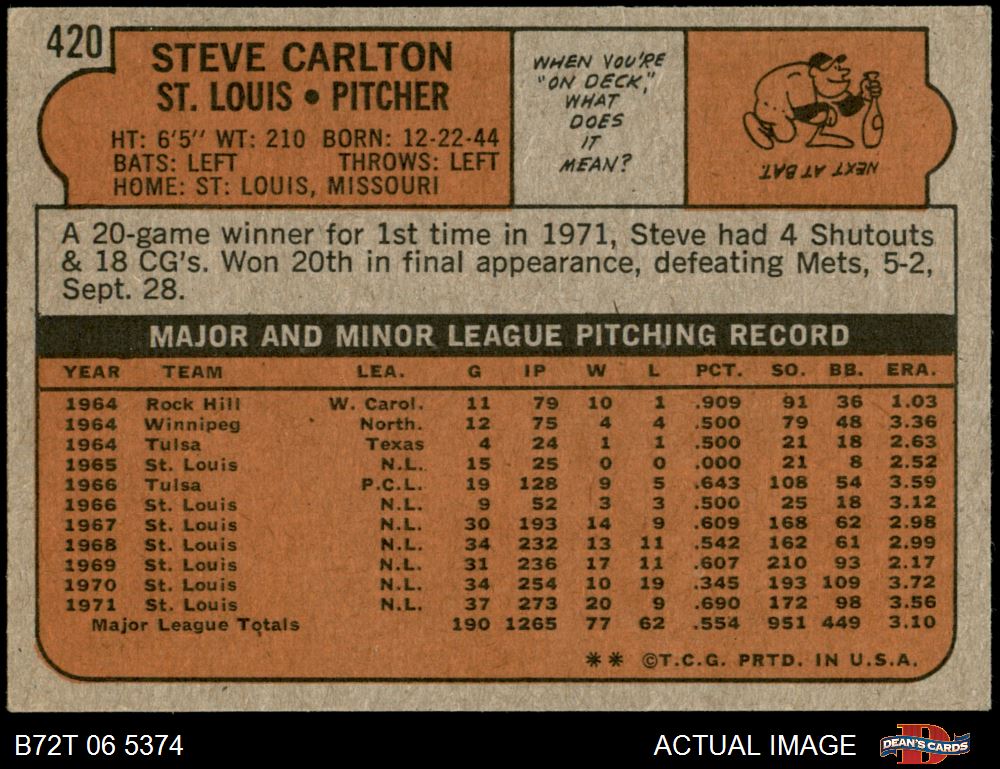 420
STEVE CARLTON
ST. LOUIS • PITCHER
HT: 6'5" WT: 210 BORN: 12-22-44
BATS: LEFT THROWS: LEFT
HOME: ST. LOUIS, MISSOURI
WHEN YOU'RE
"ON DECK,"
WHAT
DOES
IT
MEAN?
NEXT AT BAT.
A 20-game winner for 1st time in 1971, Steve had 4 Shutouts
& 18 CG's. Won 20th in final appearance, defeating Mets, 5-2,
Sept. 28.
MAJOR AND MINOR LEAGUE PITCHING RECORD
YEAR TEAM LEA. G IP W L PCT. SO. BB. ERA.
1964 Rock Hill W. Carol. 11 79 10 1 .909 91 36 1.03
1964 Winnipeg North. 12 75 4 4 .500 79 48 3.36
1964 Tulsa Texas 4 24 1 1 .500 21 18 2.63
1965 St. Louis N.L. 15 25 0 0 .000 21 8 2.52
1966 Tulsa P.C.L. 19 128 9 5 .643 108 54 3.59
1966 St. Louis N.L. 9 52 3 3 .500 25 18 3.12
1967 St. Louis N.L. 30 193 14 9 .609 168 62 2.98
1968 St. Louis N.L. 34 232 13 11 .542 162 61 2.99
1969 St. Louis N.L. 31 236 17 11 .607 210 93 2.17
1970 St. Louis N.L. 34 254 10 19 .345 193 109 3.72
1971 St. Louis N.L. 37 273 20 9 .690 172 98 3.56
Major League Totals 190 1265 77 62 .554 951 449 3.10
** ©T.C.G. PRTD. IN U.S.A.
B72T 06 5374 ACTUAL IMAGE DEAN'S CARDS